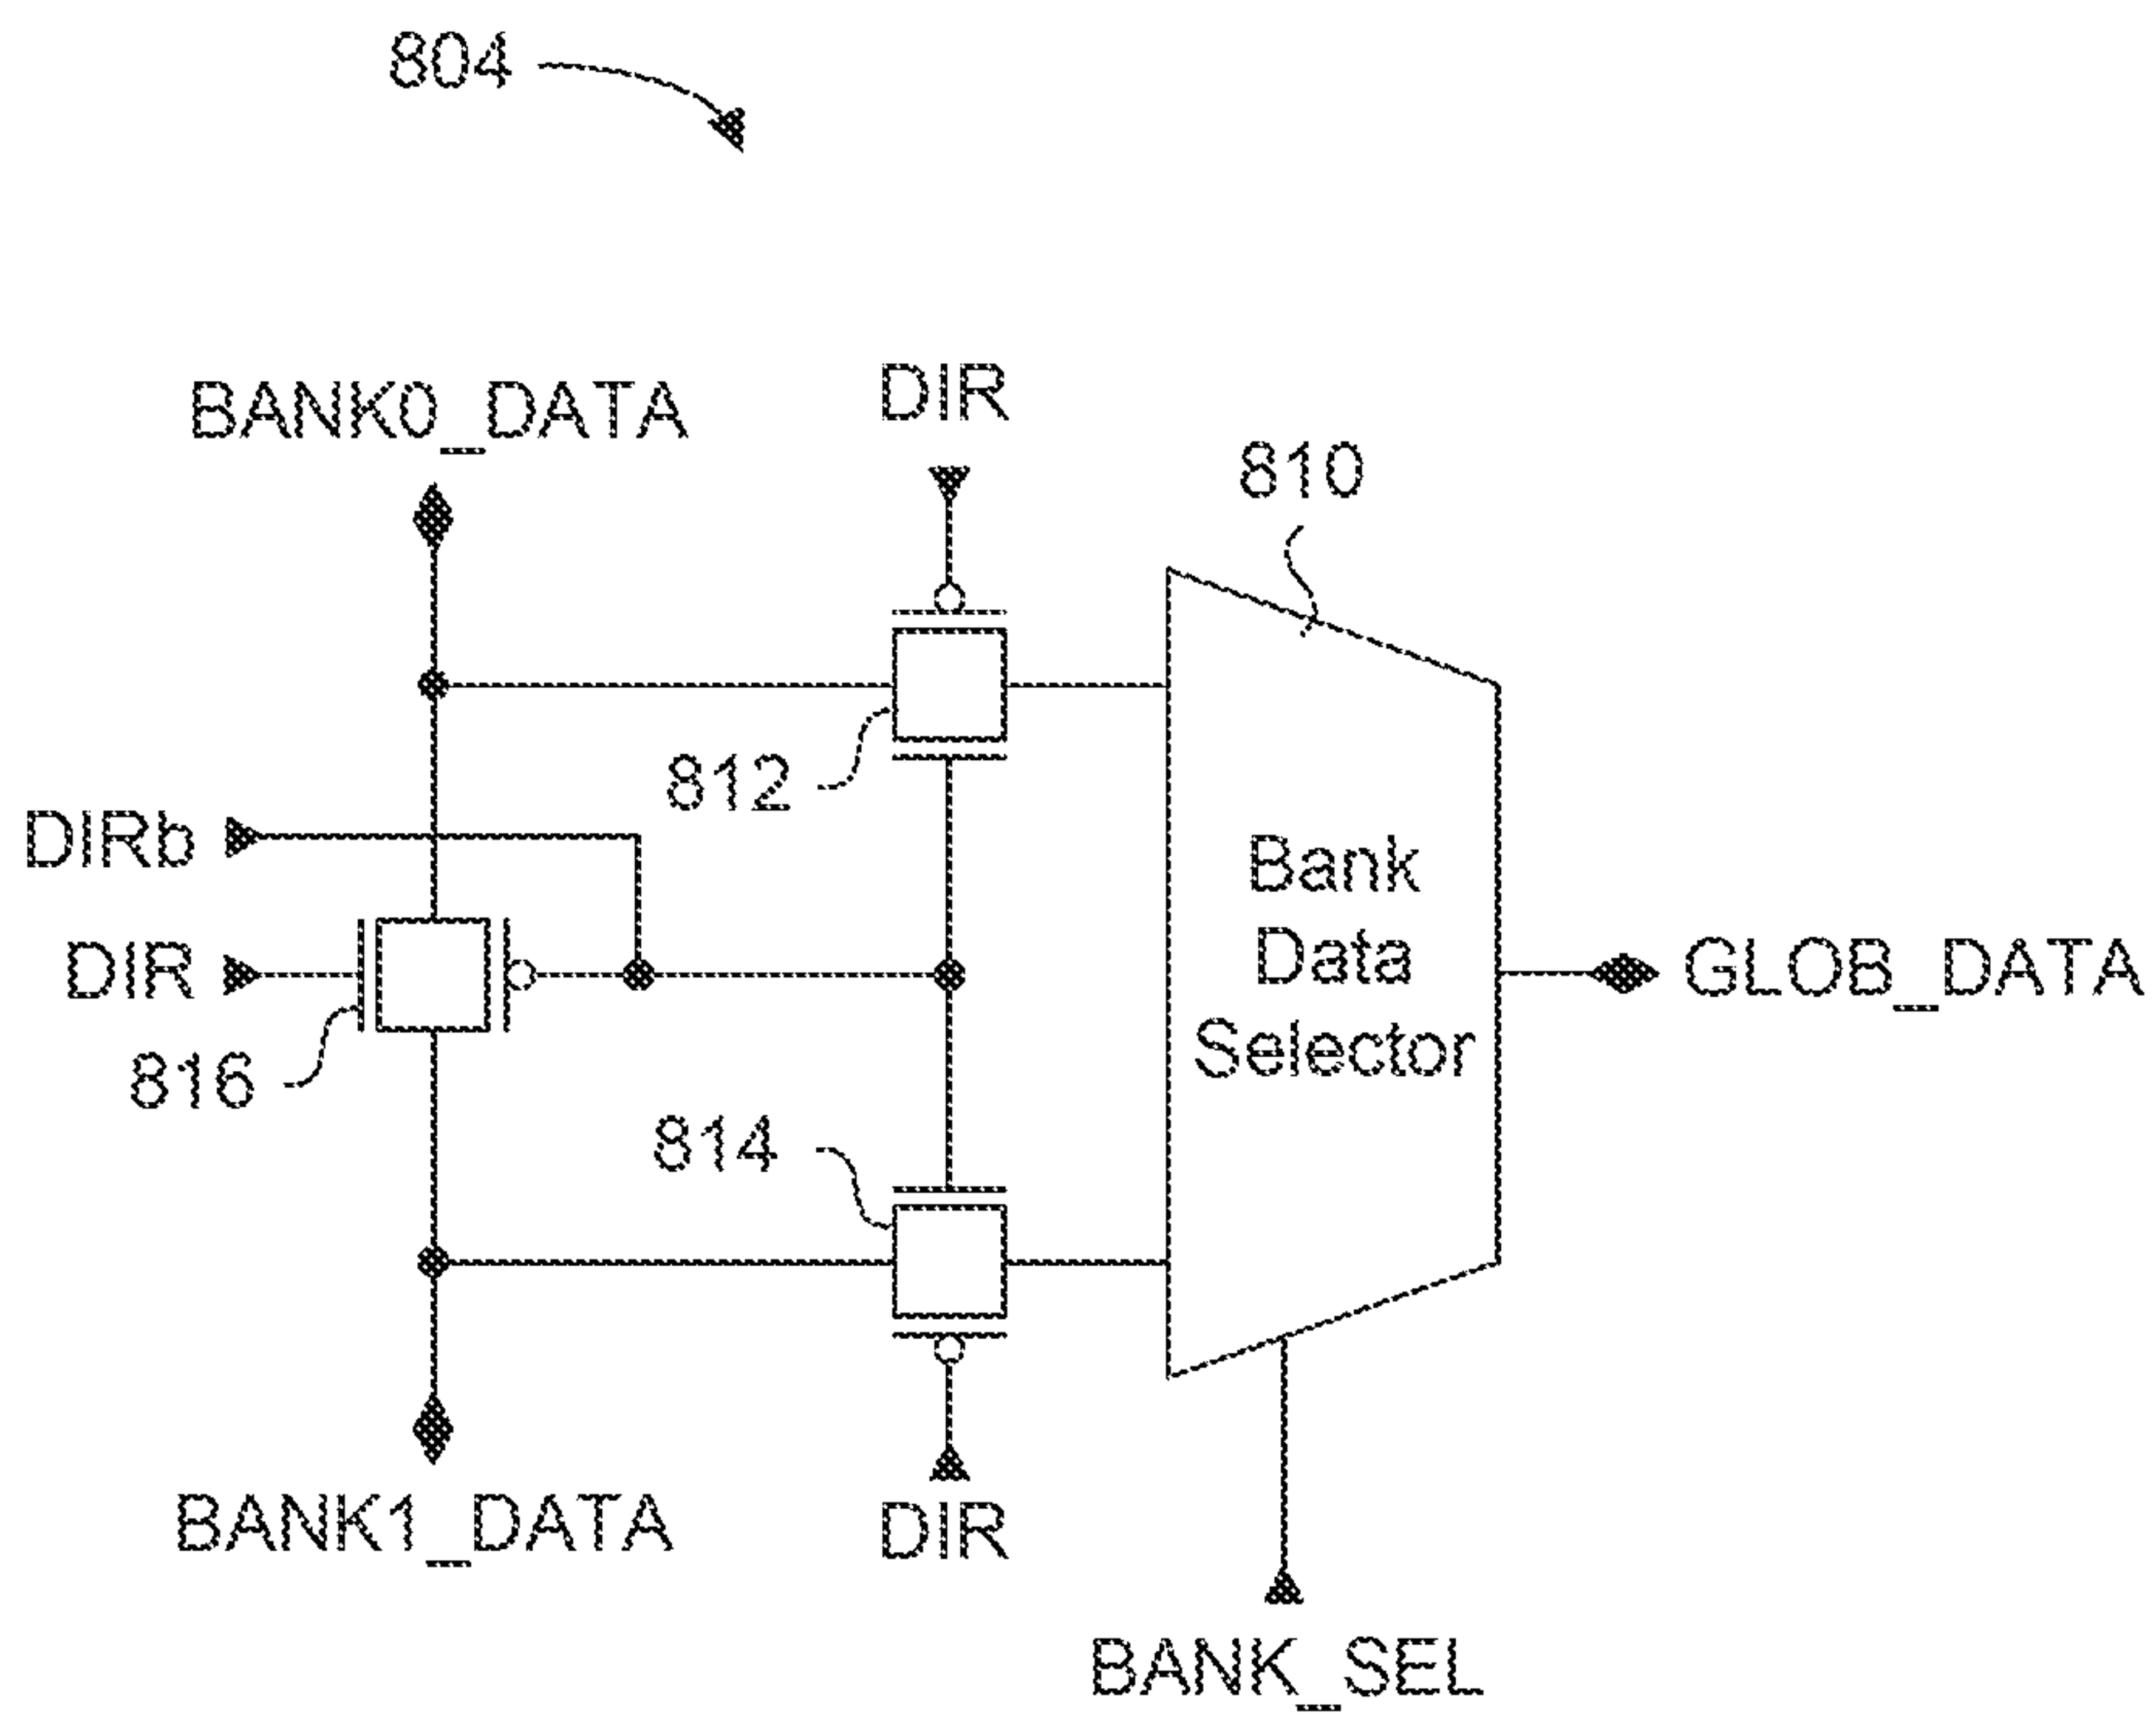 804
BANK0_DATA
DIR
810
812
DIRb
Bank
Data
Selector
DIR
GLOB_DATA
816
814
BANK1_DATA
DIR
BANK_SEL